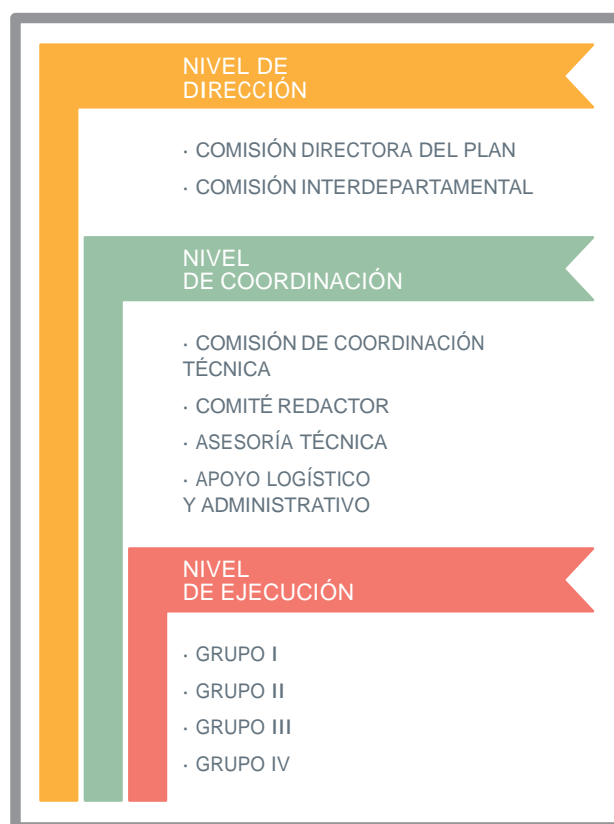 NIVEL DE
DIRECCIÓN
· COMISIÓN DIRECTORA DEL PLAN
· COMISIÓN INTERDEPARTAMENTAL
NIVEL
DE COORDINACIÓN
· COMISIÓN DE COORDINACIÓN
TÉCNICA
· COMITÉ REDACTOR
· ASESORÍA TÉCNICA
· APOYO LOGÍSTICO
Y ADMINISTRATIVO
NIVEL
DE EJECUCIÓN
· GRUPO I
· GRUPO II
· GRUPO III
· GRUPO IV